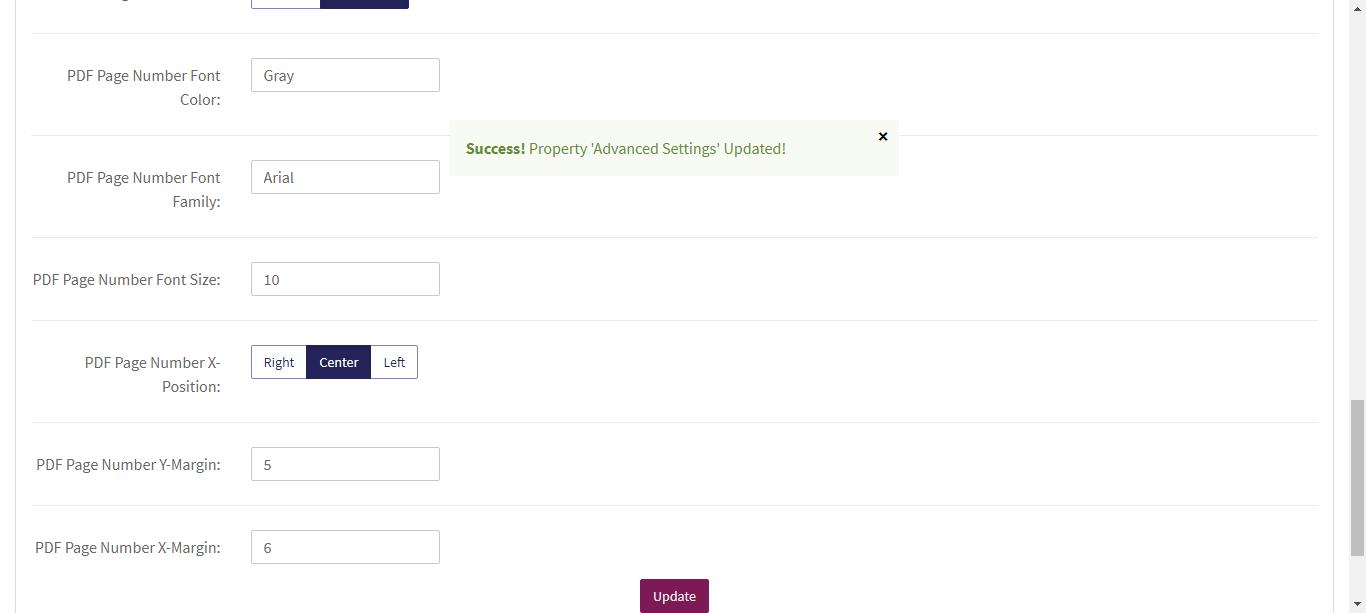 PDF Page Number Font
Color:
Gray
Success! Property 'Advanced Settings' Updated!
×
PDF Page Number Font
Family:
Arial
PDF Page Number Font Size:
10
PDF Page Number X-
Position:
Right Center Left
PDF Page Number Y-Margin:
5
PDF Page Number X-Margin:
6
Update